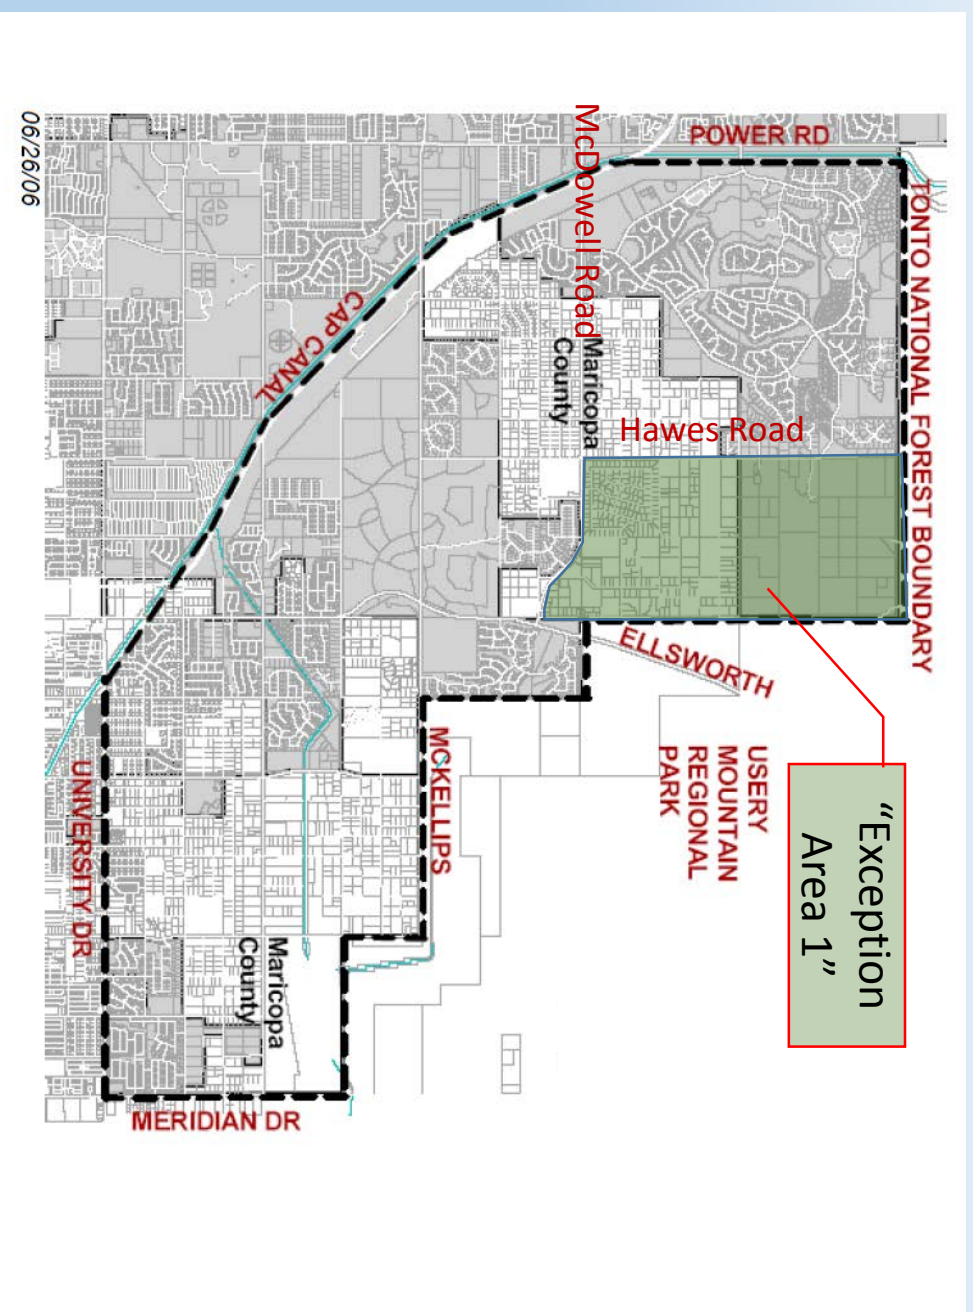 TONTO NATIONAL FOREST BOUNDARY
POWER RD
McDowell Road
Maricopa
County
Hawes Road
CAP CANAL
ELLSWORTH
USERY
MOUNTAIN
REGIONAL
PARK
“Exception
Area 1”
MCKELLIPS
UNIVERSITY DR
Maricopa
County
MERIDIAN DR
06/26/06